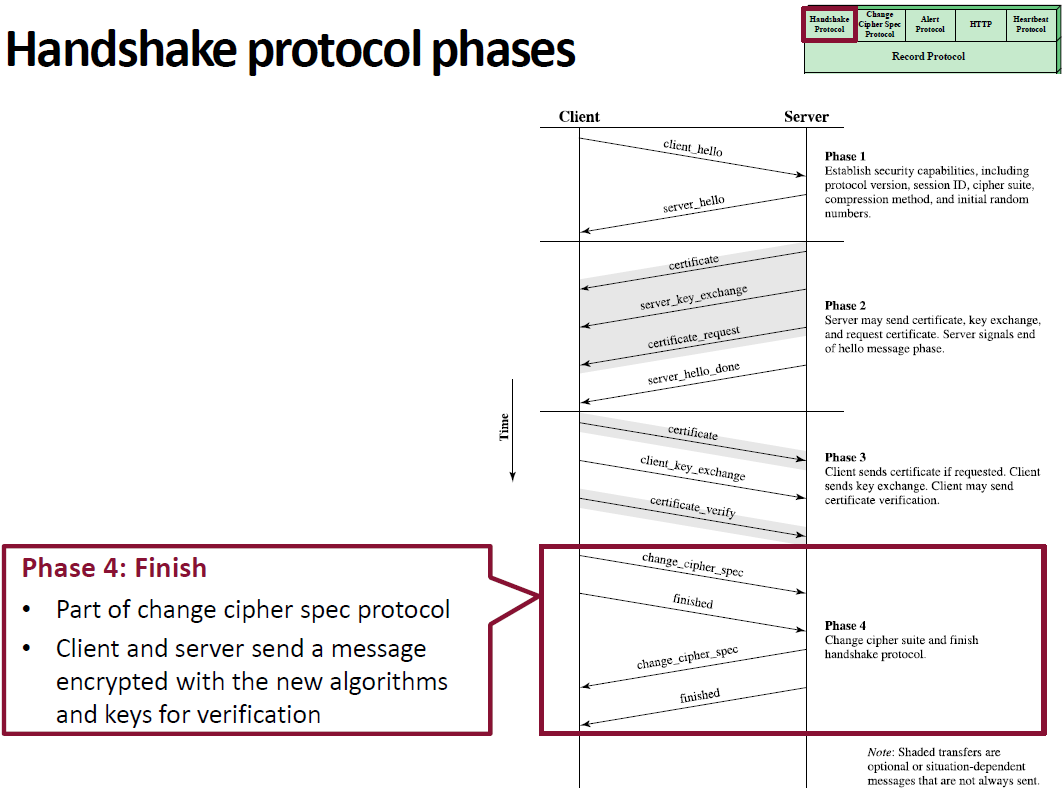 Handshake protocol phases
Handshake
Protocol
Change
Cipher Spec
Protocol
Alert
Protocol
HTTP
Heartbeat
Protocol
Record Protocol
Client
Server
client_hello
server_hello
Phase 1
Establish security capabilities, including
protocol version, session ID, cipher suite,
compression method, and initial random
numbers.
certificate
server_key_exchange
certificate_request
server_hello_done
Phase 2
Server may send certificate, key exchange,
and request certificate. Server signals end
of hello message phase.
Time
certificate
client_key_exchange
certificate_verify
Phase 3
Client sends certificate if requested. Client
sends key exchange. Client may send
certificate verification.
Phase 4: Finish
• Part of change cipher spec protocol
• Client and server send a message
encrypted with the new algorithms
and keys for verification
change_cipher_spec
finished
change_cipher_spec
finished
Phase 4
Change cipher suite and finish
handshake protocol.
Note: Shaded transfers are
optional or situation-dependent
messages that are not always sent.